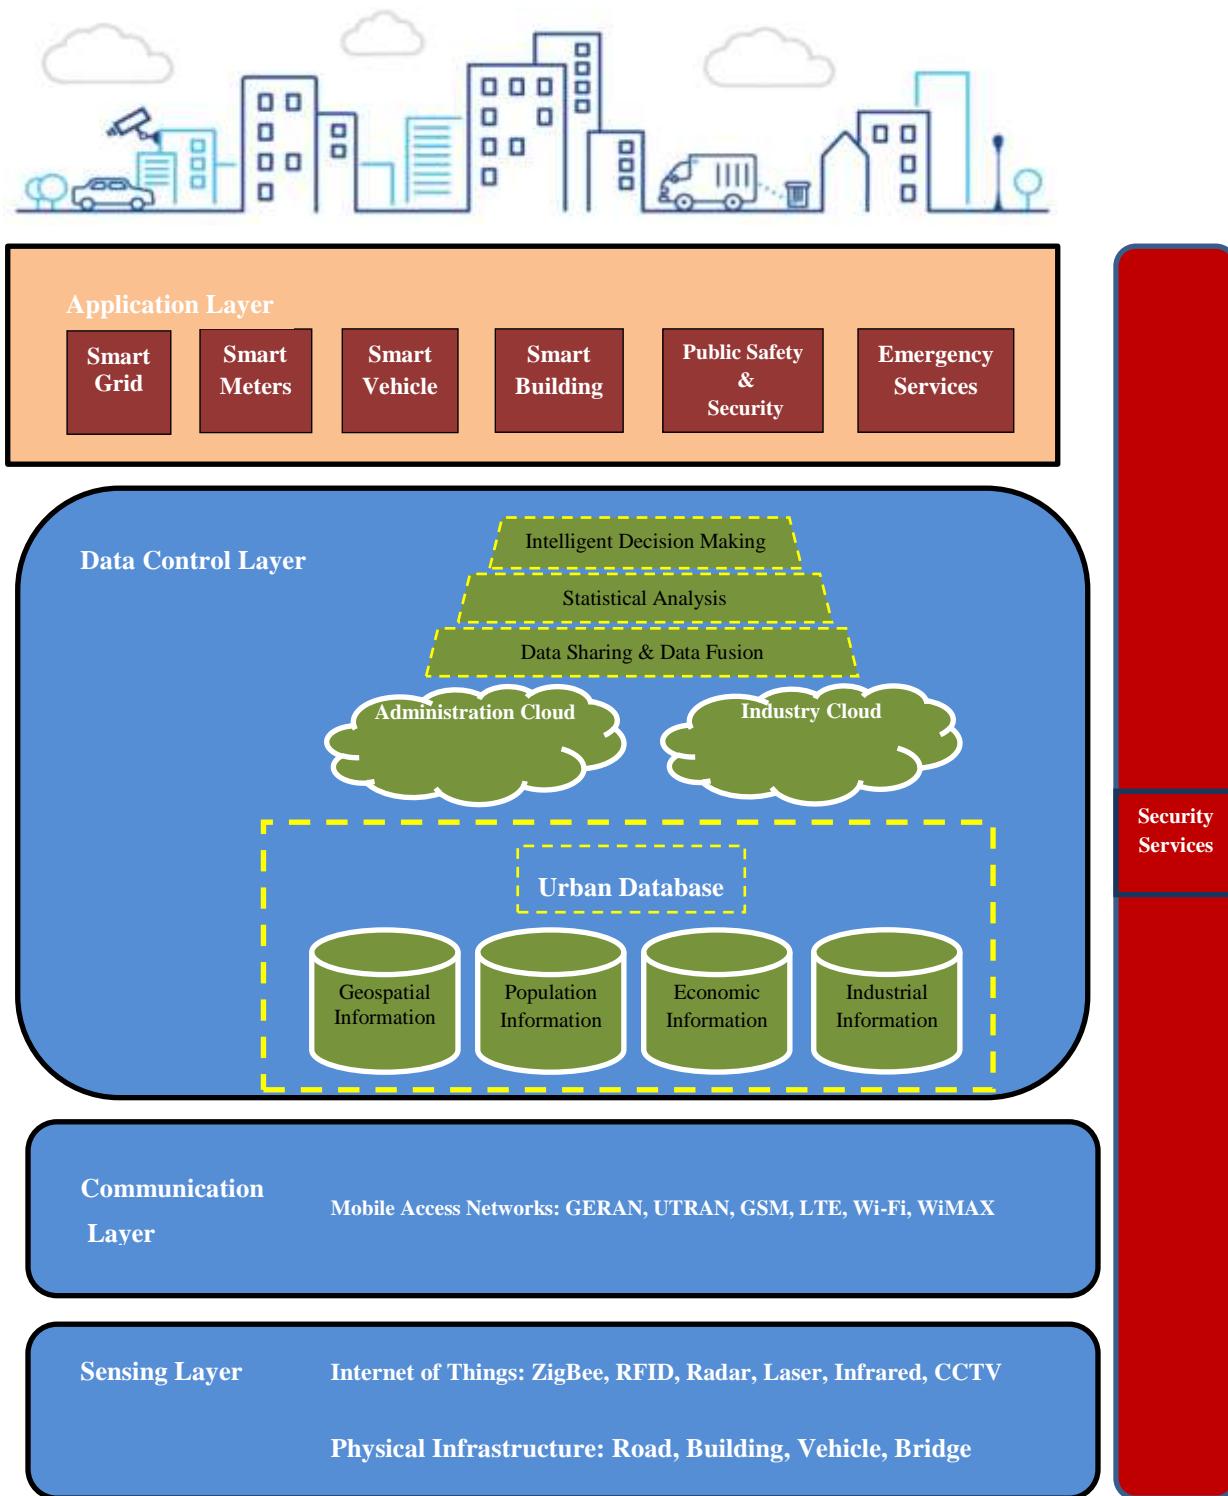 Application Layer
Smart
Grid
Smart
Meters
Smart
Vehicle
Smart
Building
Public Safety
&
Security
Emergency
Services
Data Control Layer
Intelligent Decision Making
Statistical Analysis
Data Sharing & Data Fusion
Administration Cloud
Industry Cloud
Security
Services
Urban Database
Geospatial
Information
Population
Information
Economic
Information
Industrial
Information
Communication
Layer
Mobile Access Networks: GERAN, UTRAN, GSM, LTE, Wi-Fi, WiMAX
Sensing Layer
Internet of Things: ZigBee, RFID, Radar, Laser, Infrared, CCTV
Physical Infrastructure: Road, Building, Vehicle, Bridge